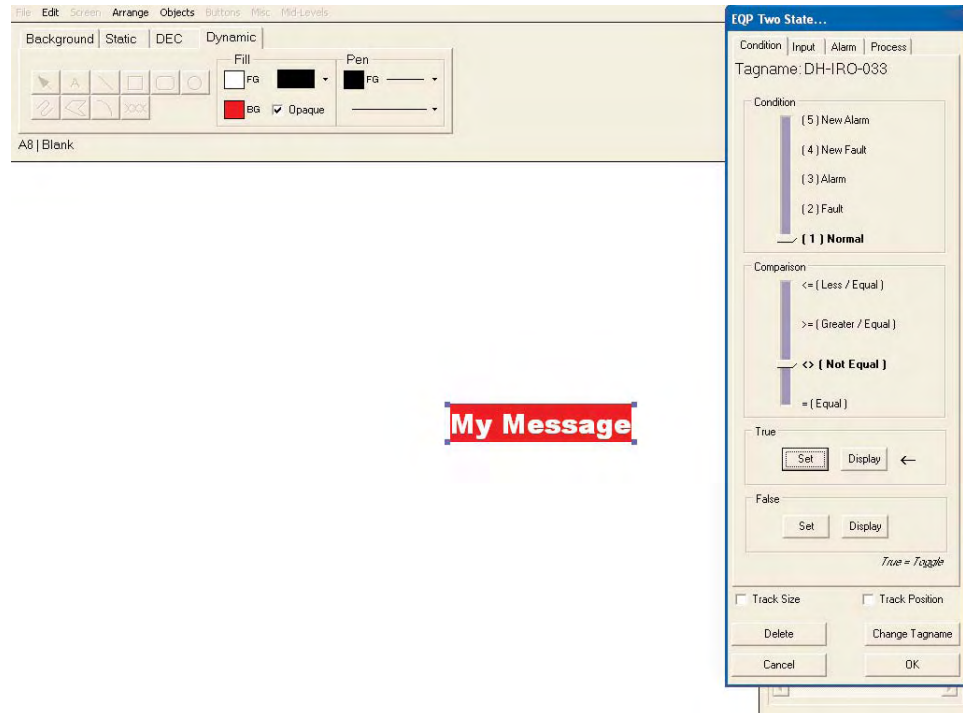 File Edit Screen Arrange Objects Buttons Misc Mid-Levels
Background Static DEC Dynamic
Fill Pen
A
FG FG
BG Opaque
A8 | Blank
My Message
EQP Two State...
Condition Input Alarm Process
Tagname: DH-IRO-033
Condition
( 5 ) New Alarm
( 4 ) New Fault
( 3 ) Alarm
( 2 ) Fault
( 1 ) Normal
Comparison
<= ( Less / Equal )
>= ( Greater / Equal )
<> ( Not Equal )
= ( Equal )
True
Set Display ←
False
Set Display
True = Toggle
Track Size Track Position
Delete Change Tagname
Cancel OK